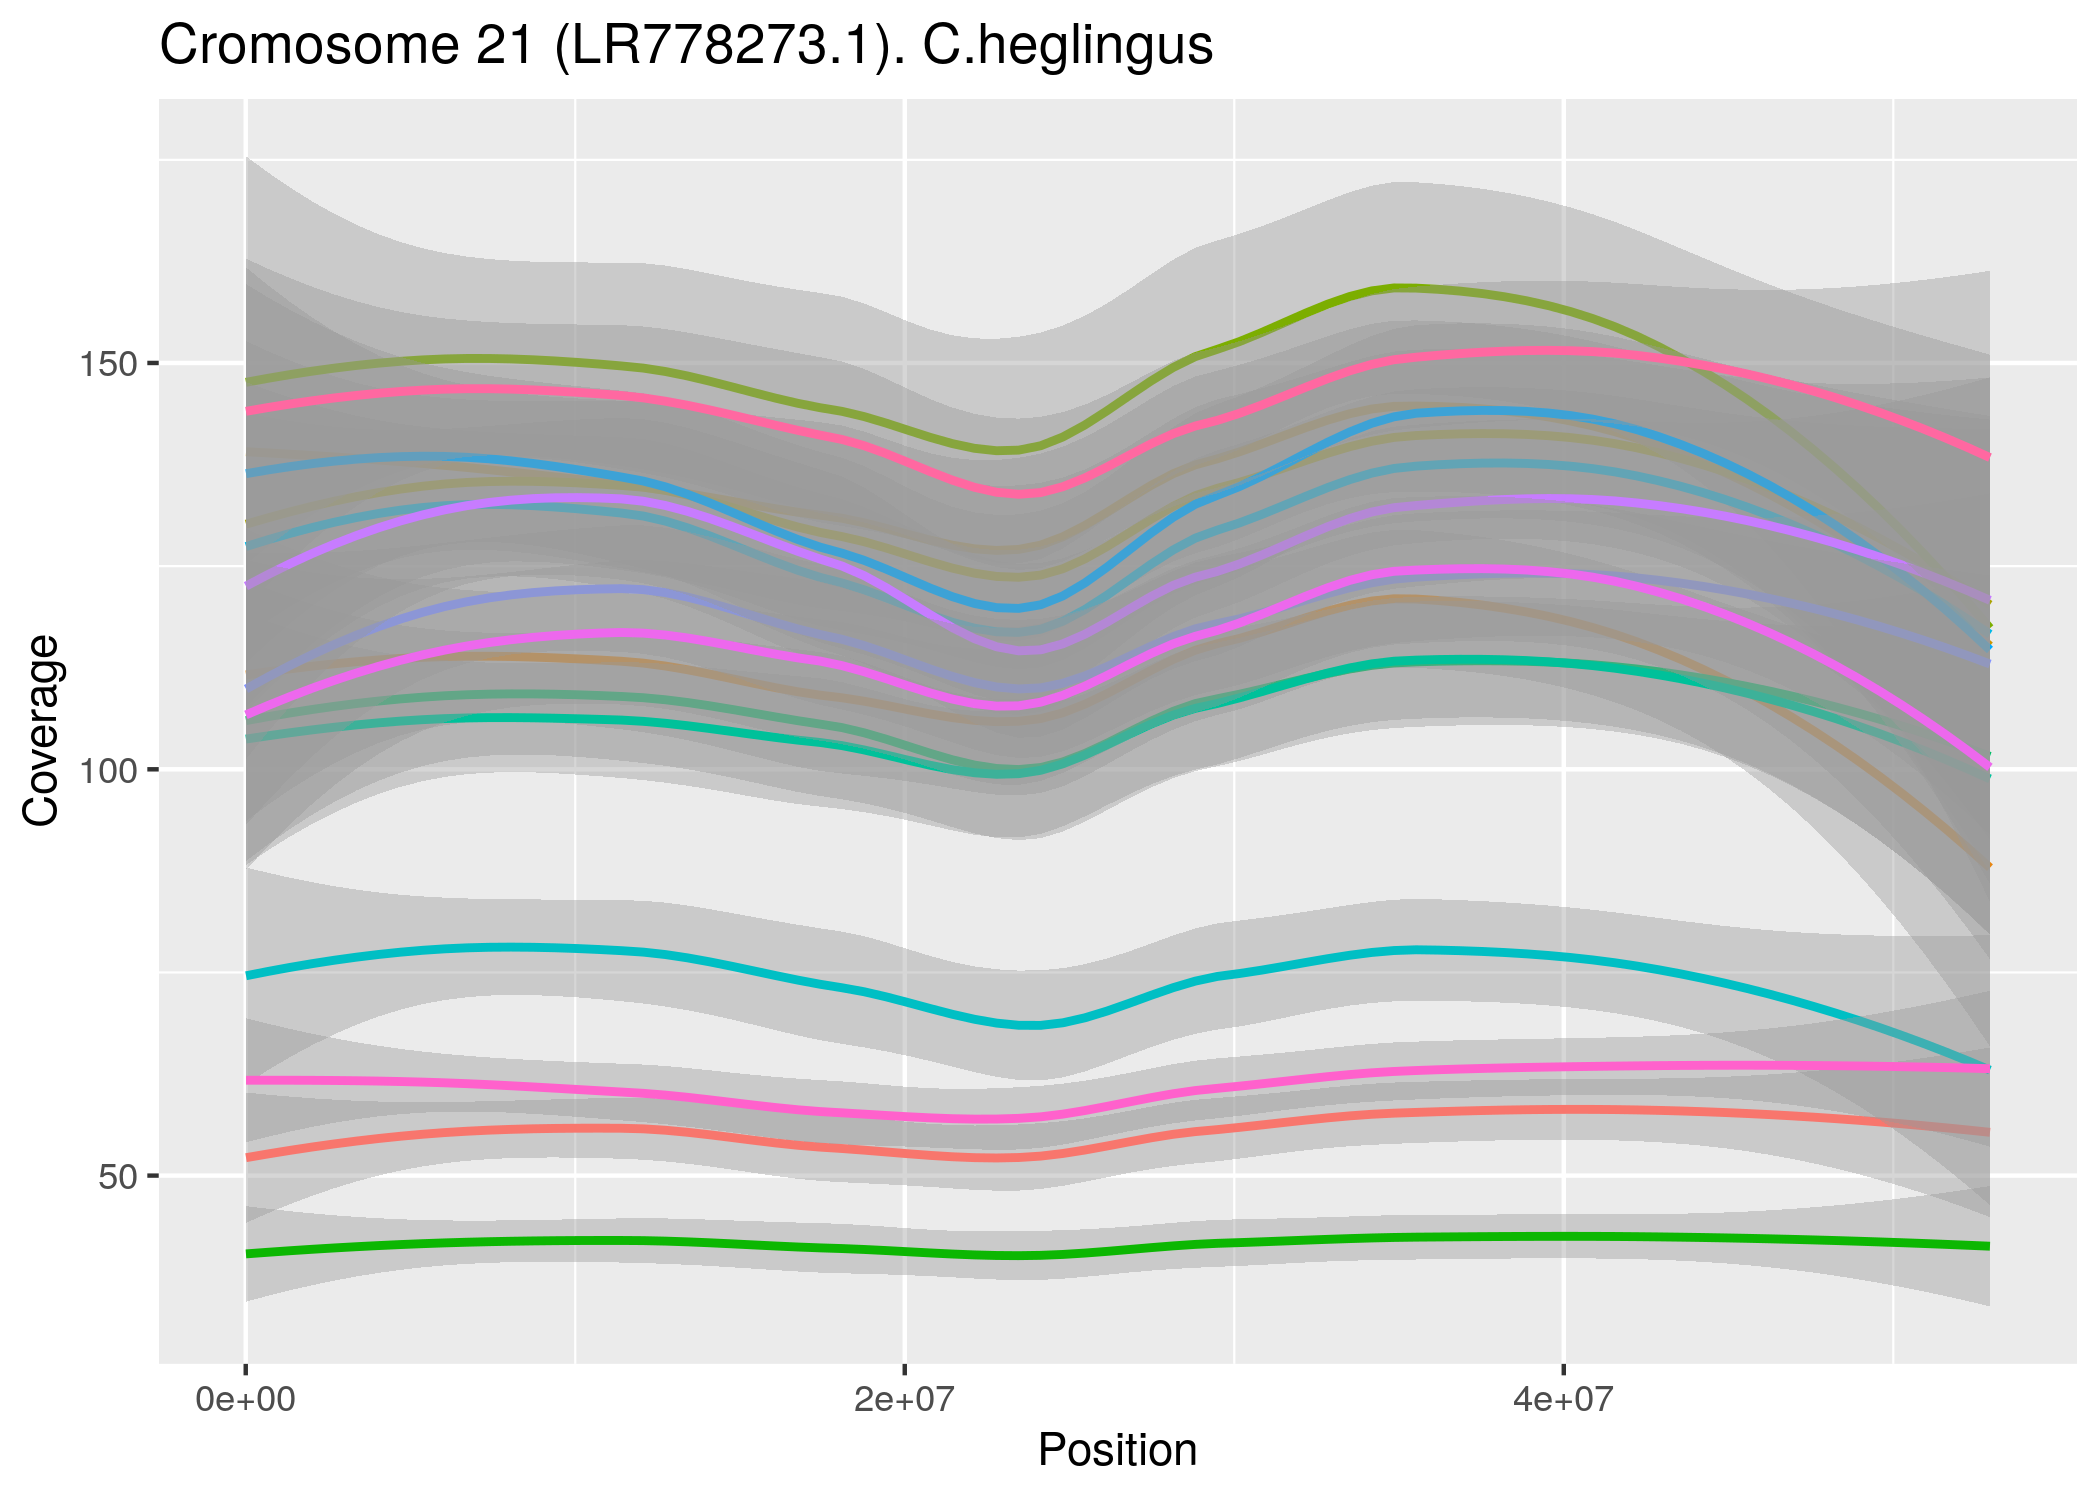 Cromosome 21 (LR778273.1). C.heglingus
150
100
50
Coverage
0e+00 2e+07 4e+07
Position